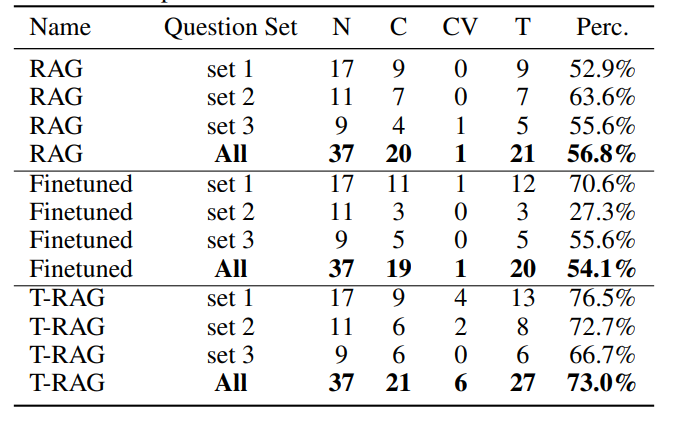 Name Question Set N C CV T Perc.
RAG set 1 17 9 0 9 52.9%
RAG set 2 11 7 0 7 63.6%
RAG set 3 9 4 1 5 55.6%
RAG All 37 20 1 21 56.8%
Finetuned set 1 17 11 1 12 70.6%
Finetuned set 2 11 3 0 3 27.3%
Finetuned set 3 9 5 0 5 55.6%
Finetuned All 37 19 1 20 54.1%
T-RAG set 1 17 9 4 13 76.5%
T-RAG set 2 11 6 2 8 72.7%
T-RAG set 3 9 6 0 6 66.7%
T-RAG All 37 21 6 27 73.0%